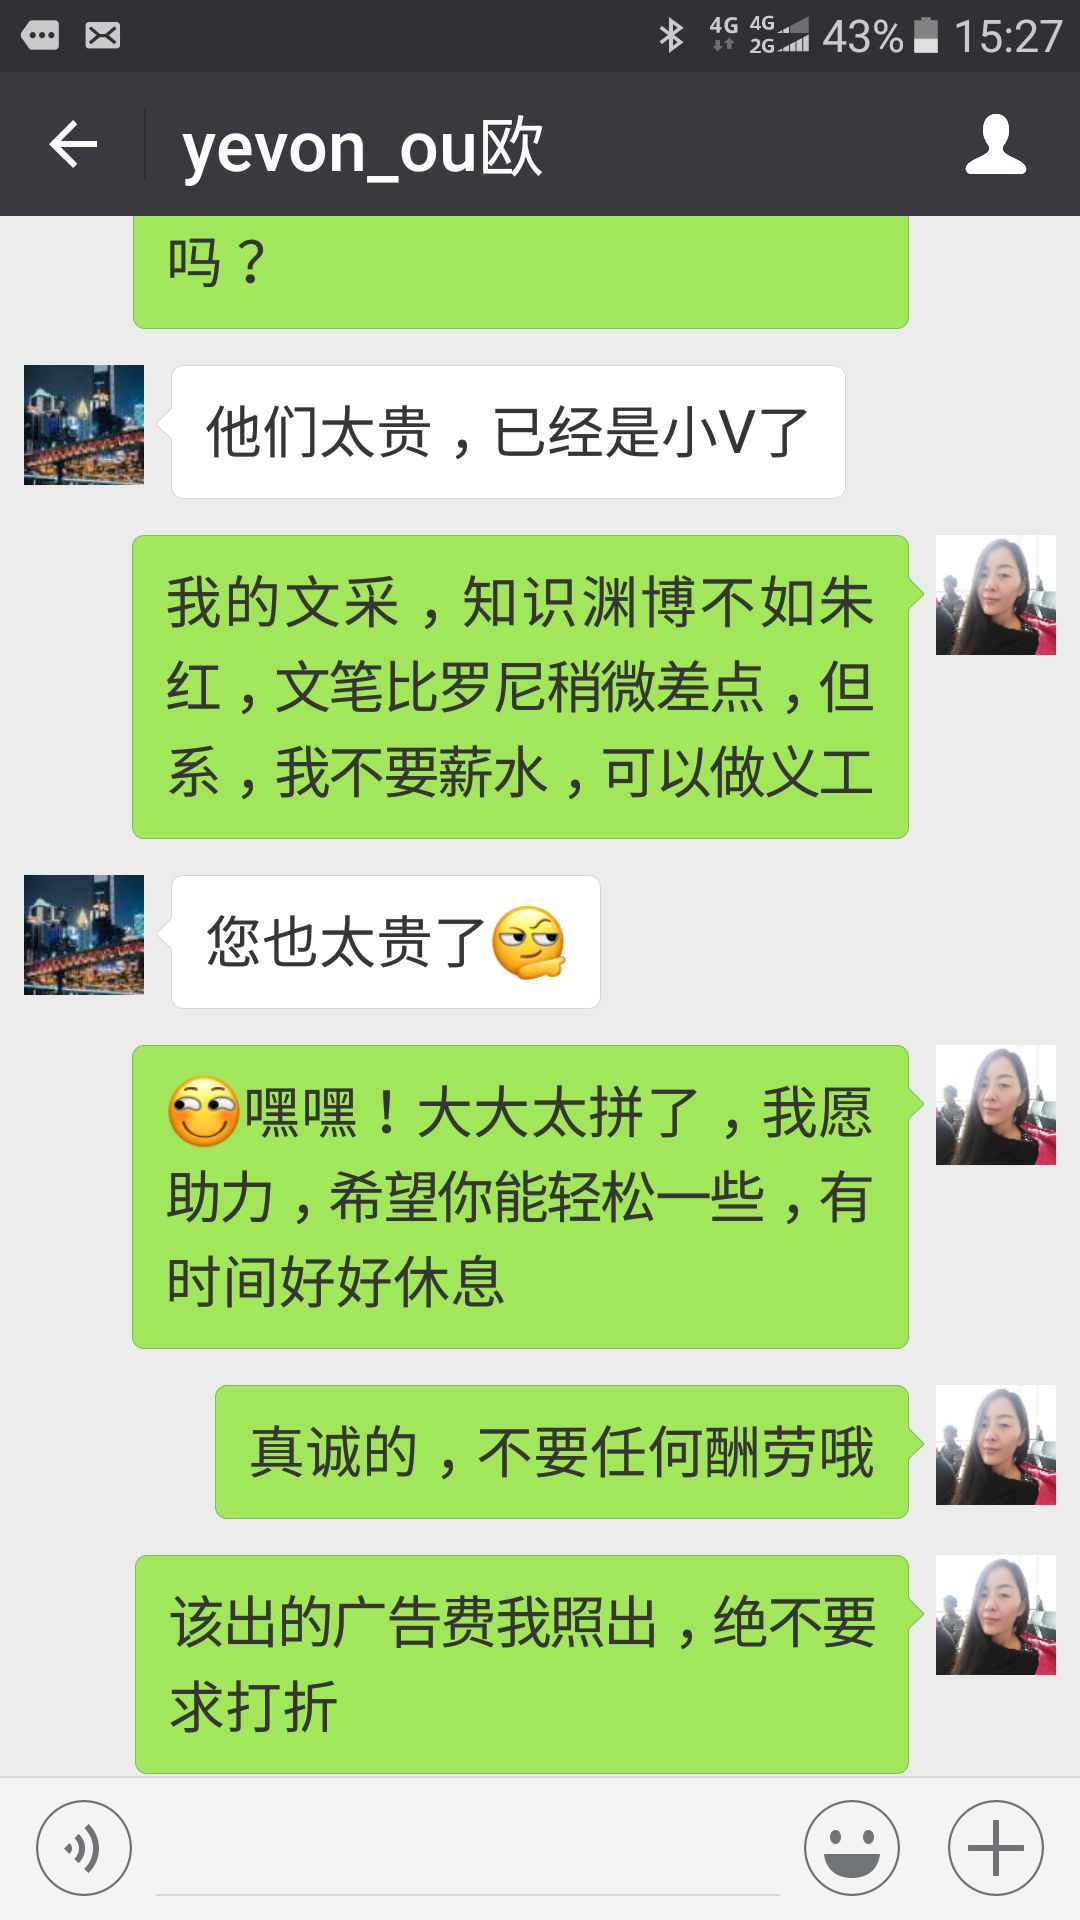 4G 4G 2G 43% 15:27
yevon_ou欧
吗？
他们太贵，已经是小V了
我的文采，知识渊博不如朱
红，文笔比罗尼稍微差点，但
系，我不要薪水，可以做义工
您也太贵了
嘿嘿！大大太拼了，我愿
助力，希望你能轻松一些，有
时间好好休息
真诚的，不要任何酬劳哦
该出的广告费我照出，绝不要
求打折